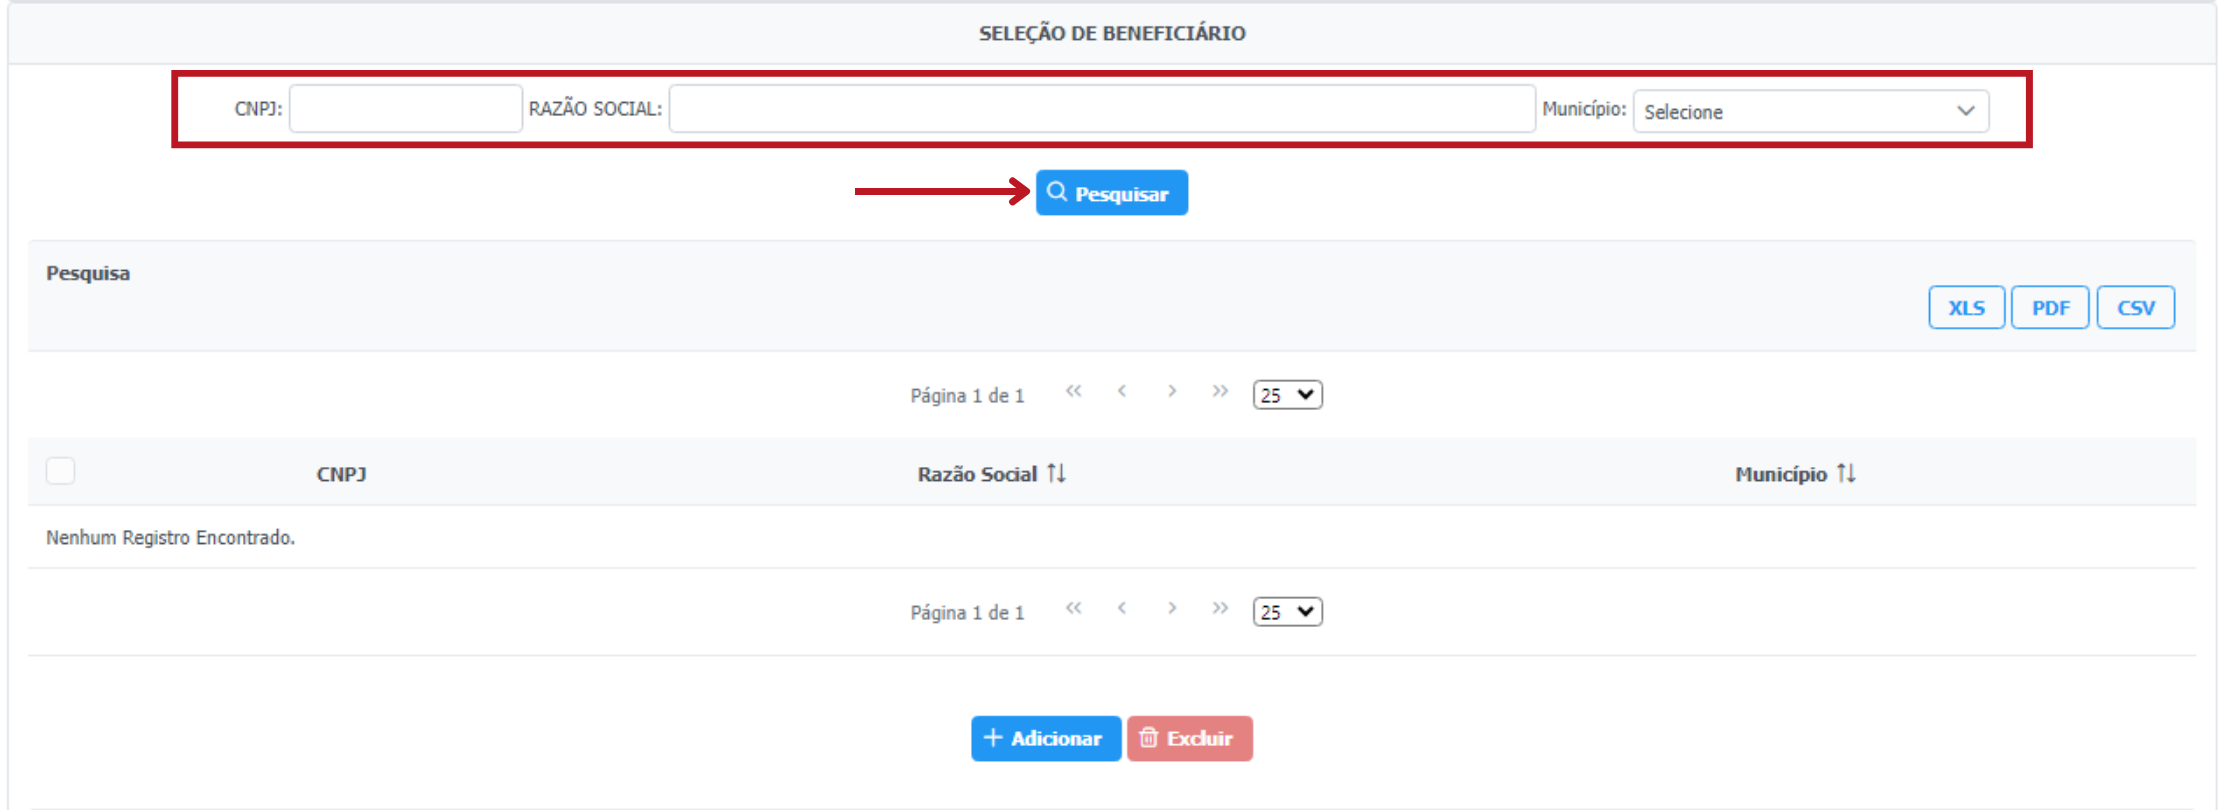 SELEÇÃO DE BENEFICIÁRIO
CNPJ: RAZÃO SOCIAL: Município: Selecione
Pesquisar
Pesquisa
XLS PDF CSV
Página 1 de 1 « ‹ › » 25
CNPJ Razão Social ↑↓ Município ↑↓
Nenhum Registro Encontrado.
Página 1 de 1 « ‹ › » 25
+ Adicionar Excluir